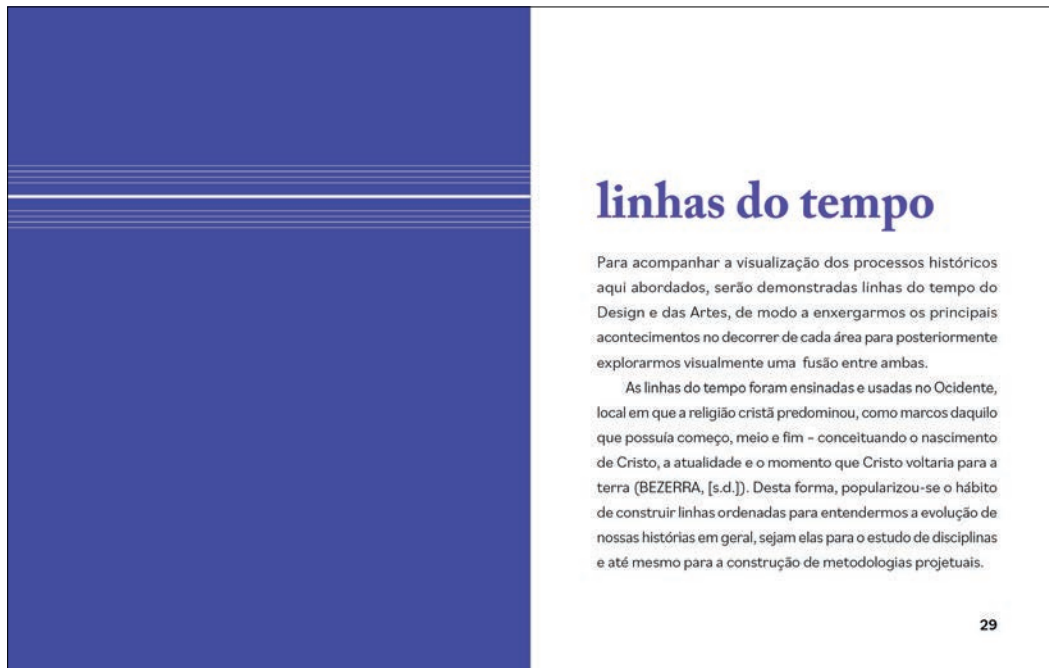 linhas do tempo
Para acompanhar a visualização dos processos históricos
aqui abordados, serão demonstradas linhas do tempo do
Design e das Artes, de modo a enxergarmos os principais
acontecimentos no decorrer de cada área para posteriormente
explorarmos visualmente uma fusão entre ambas.
As linhas do tempo foram ensinadas e usadas no Ocidente,
local em que a religião cristã predominou, como marcos daquilo
que possuía começo, meio e fim – conceituando o nascimento
de Cristo, a atualidade e o momento que Cristo voltaria para a
terra (BEZERRA, [s.d.]). Desta forma, popularizou-se o hábito
de construir linhas ordenadas para entendermos a evolução de
nossas histórias em geral, sejam elas para o estudo de disciplinas
e até mesmo para a construção de metodologias projetuais.
29